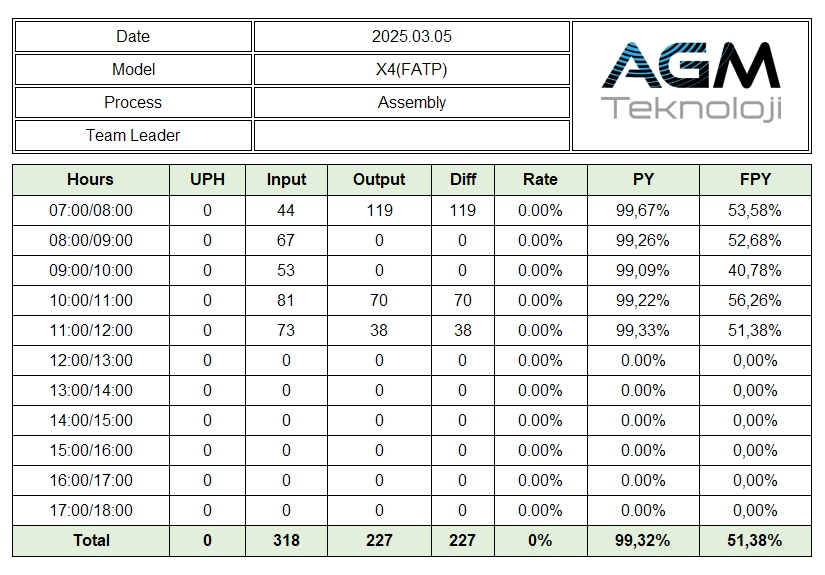 Date 2025.03.05
Model X4(FATP)
Process Assembly
Team Leader
AGM
Teknoloji
Hours UPH Input Output Diff Rate PY FPY
07:00/08:00 0 44 119 119 0.00% 99,67% 53,58%
08:00/09:00 0 67 0 0 0.00% 99,26% 52,68%
09:00/10:00 0 53 0 0 0.00% 99,09% 40,78%
10:00/11:00 0 81 70 70 0.00% 99,22% 56,26%
11:00/12:00 0 73 38 38 0.00% 99,33% 51,38%
12:00/13:00 0 0 0 0 0.00% 0.00% 0,00%
13:00/14:00 0 0 0 0 0.00% 0.00% 0,00%
14:00/15:00 0 0 0 0 0.00% 0.00% 0,00%
15:00/16:00 0 0 0 0 0.00% 0.00% 0,00%
16:00/17:00 0 0 0 0 0.00% 0.00% 0,00%
17:00/18:00 0 0 0 0 0.00% 0.00% 0,00%
Total 0 318 227 227 0% 99,32% 51,38%